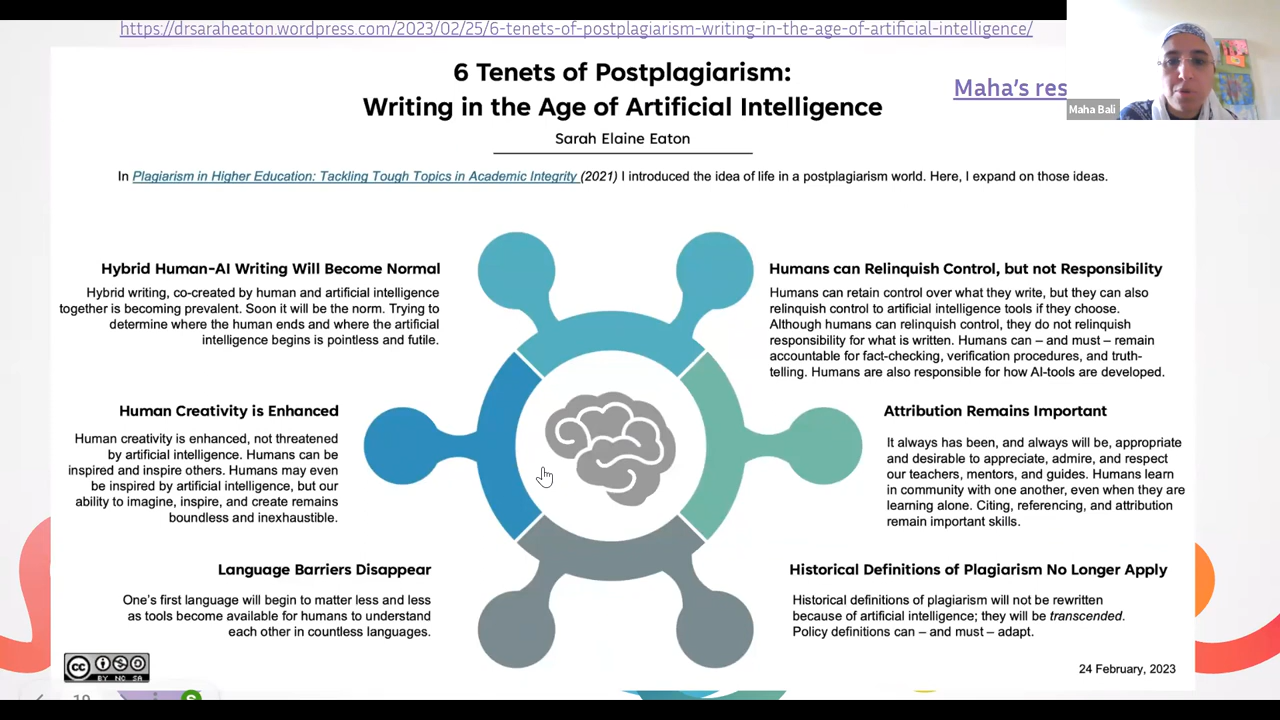 https://drsaraheaton.wordpress.com/2023/02/25/6-tenets-of-postplagiarism-writing-in-the-age-of-artificial-intelligence/
6 Tenets of Postplagiarism:
Writing in the Age of Artificial Intelligence
Maha's res
Maha Bali
Sarah Elaine Eaton
In Plagiarism in Higher Education: Tackling Tough Topics in Academic Integrity (2021) I introduced the idea of life in a postplagiarism world. Here, I expand on those ideas.
Hybrid Human-AI Writing Will Become Normal
Hybrid writing, co-created by human and artificial intelligence
together is becoming prevalent. Soon it will be the norm. Trying to
determine where the human ends and where the artificial
intelligence begins is pointless and futile.
Humans can Relinquish Control, but not Responsibility
Humans can retain control over what they write, but they can also
relinquish control to artificial intelligence tools if they choose.
Although humans can relinquish control, they do not relinquish
responsibility for what is written. Humans can – and must – remain
accountable for fact-checking, verification procedures, and truth-
telling. Humans are also responsible for how AI-tools are developed.
Human Creativity is Enhanced
Human creativity is enhanced, not threatened
by artificial intelligence. Humans can be
inspired and inspire others. Humans may even
be inspired by artificial intelligence, but our
ability to imagine, inspire, and create remains
boundless and inexhaustible.
Attribution Remains Important
It always has been, and always will be, appropriate
and desirable to appreciate, admire, and respect
our teachers, mentors, and guides. Humans learn
in community with one another, even when they are
learning alone. Citing, referencing, and attribution
remain important skills.
Language Barriers Disappear
One's first language will begin to matter less and less
as tools become available for humans to understand
each other in countless languages.
Historical Definitions of Plagiarism No Longer Apply
Historical definitions of plagiarism will not be rewritten
because of artificial intelligence; they will be transcended.
Policy definitions can – and must – adapt.
cc
BY NC SA
24 February, 2023